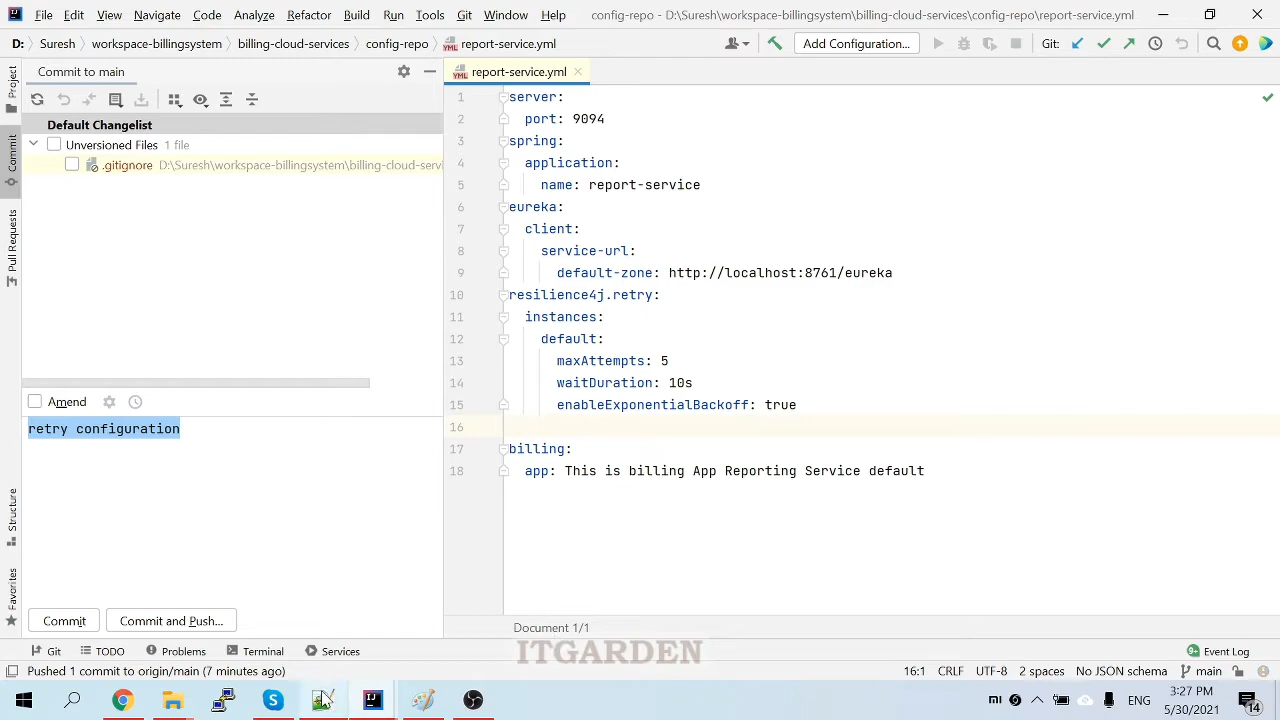 File Edit View Navigate Code Refactor Build Run Tools Git Window Help config-repo - D:\Suresh\workspace-billingsystem\billing-cloud-services\config-repo\report-service.yml
D: Suresh workspace-billingsystem billing-cloud-services config-repo report-service.yml Add Configuration... Git:
Commit to main
report-service.yml
Default Changelist
Unversioned Files 1 file
.gitignore D:\Suresh\workspace-billingsystem\billing-cloud-servi
Project
Commit
Pull Requests
Structure
Favorites
1 server:
2 port: 9094
3 spring:
4 application:
5 name: report-service
6 eureka:
7 client:
8 service-url:
9 default-zone: http://localhost:8761/eureka
10 resilience4j.retry:
11 instances:
12 default:
13 maxAttempts: 5
14 waitDuration: 10s
15 enableExponentialBackoff: true
16
17 billing:
18 app: This is billing App Reporting Service default
Amend
retry configuration
Commit Commit and Push...
Document 1/1
ITGARDEN
Git TODO Problems Terminal Services Event Log
Pushed 1 commit to origin/main (7 minutes ago) 16:1 CRLF UTF-8 2 spaces No JSON schema main
ENG 3:27 PM
5/30/2021 14